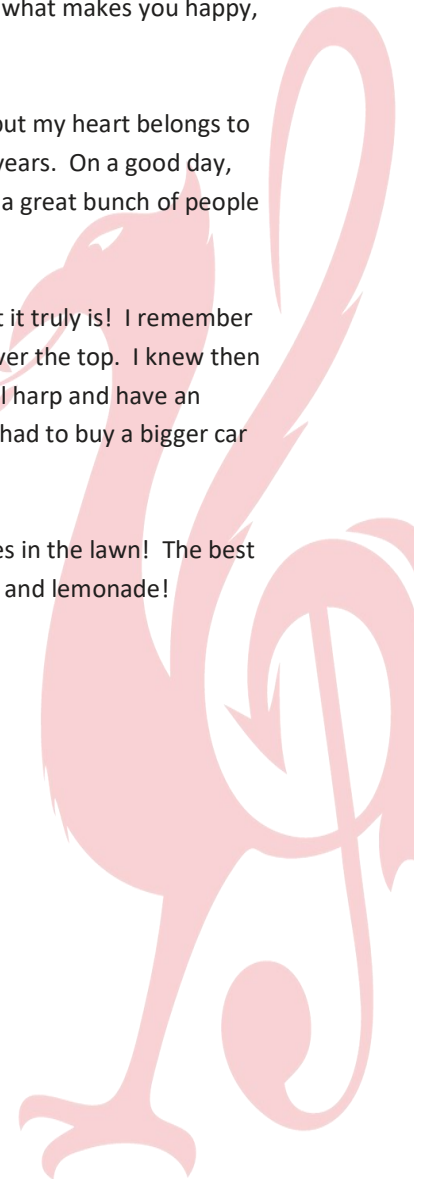 what makes you happy,
but my heart belongs to
years. On a good day,
a great bunch of people
it truly is! I remember
ver the top. I knew then
harp and have an
had to buy a bigger car
es in the lawn! The best
and lemonade!